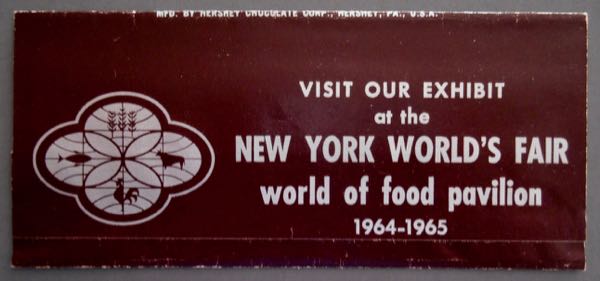 MFD. BY HERSHEY CHOCOLATE CORP., HERSHEY, PA., U.S.A.
VISIT OUR EXHIBIT
at the
NEW YORK WORLD'S FAIR
world of food pavilion
1964-1965